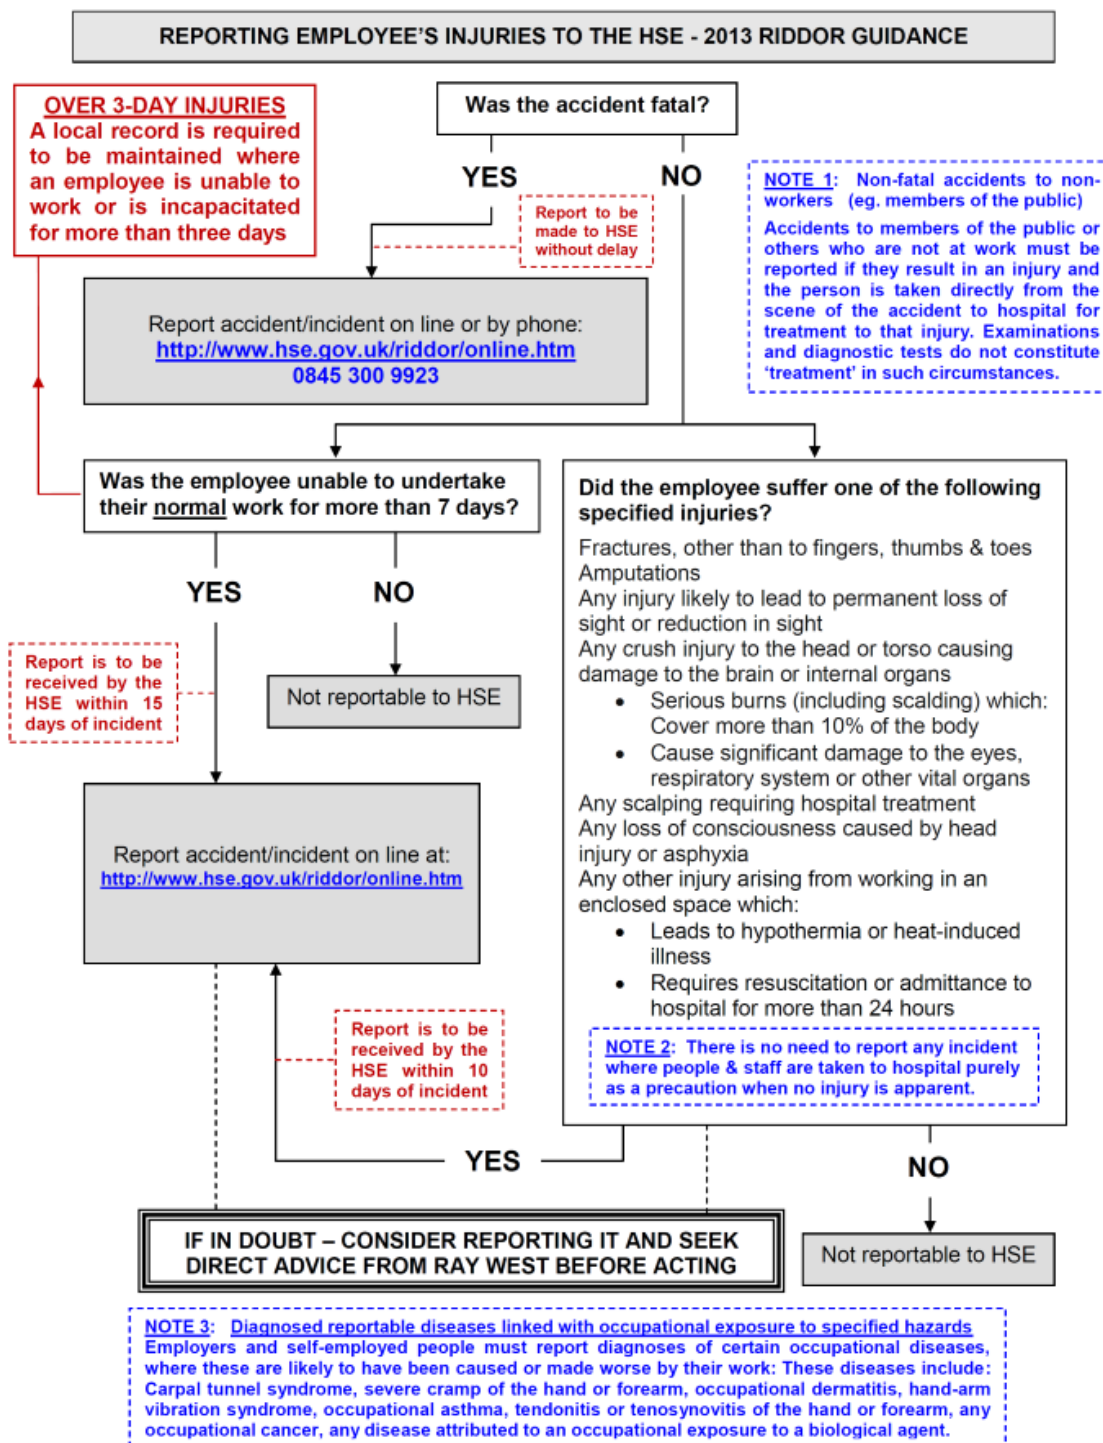 REPORTING EMPLOYEE'S INJURIES TO THE HSE - 2013 RIDDOR GUIDANCE
OVER 3-DAY INJURIES
A local record is required
to be maintained where
an employee is unable to
work or is incapacitated
for more than three days
Was the accident fatal?
YES
NO
Report to be
made to HSE
without delay
NOTE 1: Non-fatal accidents to non-
workers (eg. members of the public)
Accidents to members of the public or
others who are not at work must be
reported if they result in an injury and
the person is taken directly from the
scene of the accident to hospital for
treatment to that injury. Examinations
and diagnostic tests do not constitute
‘treatment’ in such circumstances.
Report accident/incident on line or by phone:
http://www.hse.gov.uk/riddor/online.htm
0845 300 9923
Was the employee unable to undertake
their normal work for more than 7 days?
YES
NO
Report is to be
received by the
HSE within 15
days of incident
Not reportable to HSE
Report accident/incident on line at:
http://www.hse.gov.uk/riddor/online.htm
Report is to be
received by the
HSE within 10
days of incident
Did the employee suffer one of the following
specified injuries?
Fractures, other than to fingers, thumbs & toes
Amputations
Any injury likely to lead to permanent loss of
sight or reduction in sight
Any crush injury to the head or torso causing
damage to the brain or internal organs
• Serious burns (including scalding) which:
Cover more than 10% of the body
• Cause significant damage to the eyes,
respiratory system or other vital organs
Any scalping requiring hospital treatment
Any loss of consciousness caused by head
injury or asphyxia
Any other injury arising from working in an
enclosed space which:
• Leads to hypothermia or heat-induced
illness
• Requires resuscitation or admittance to
hospital for more than 24 hours
NOTE 2: There is no need to report any incident
where people & staff are taken to hospital purely
as a precaution when no injury is apparent.
YES
NO
IF IN DOUBT – CONSIDER REPORTING IT AND SEEK
DIRECT ADVICE FROM RAY WEST BEFORE ACTING
Not reportable to HSE
NOTE 3: Diagnosed reportable diseases linked with occupational exposure to specified hazards
Employers and self-employed people must report diagnoses of certain occupational diseases,
where these are likely to have been caused or made worse by their work: These diseases include:
Carpal tunnel syndrome, severe cramp of the hand or forearm, occupational dermatitis, hand-arm
vibration syndrome, occupational asthma, tendonitis or tenosynovitis of the hand or forearm, any
occupational cancer, any disease attributed to an occupational exposure to a biological agent.